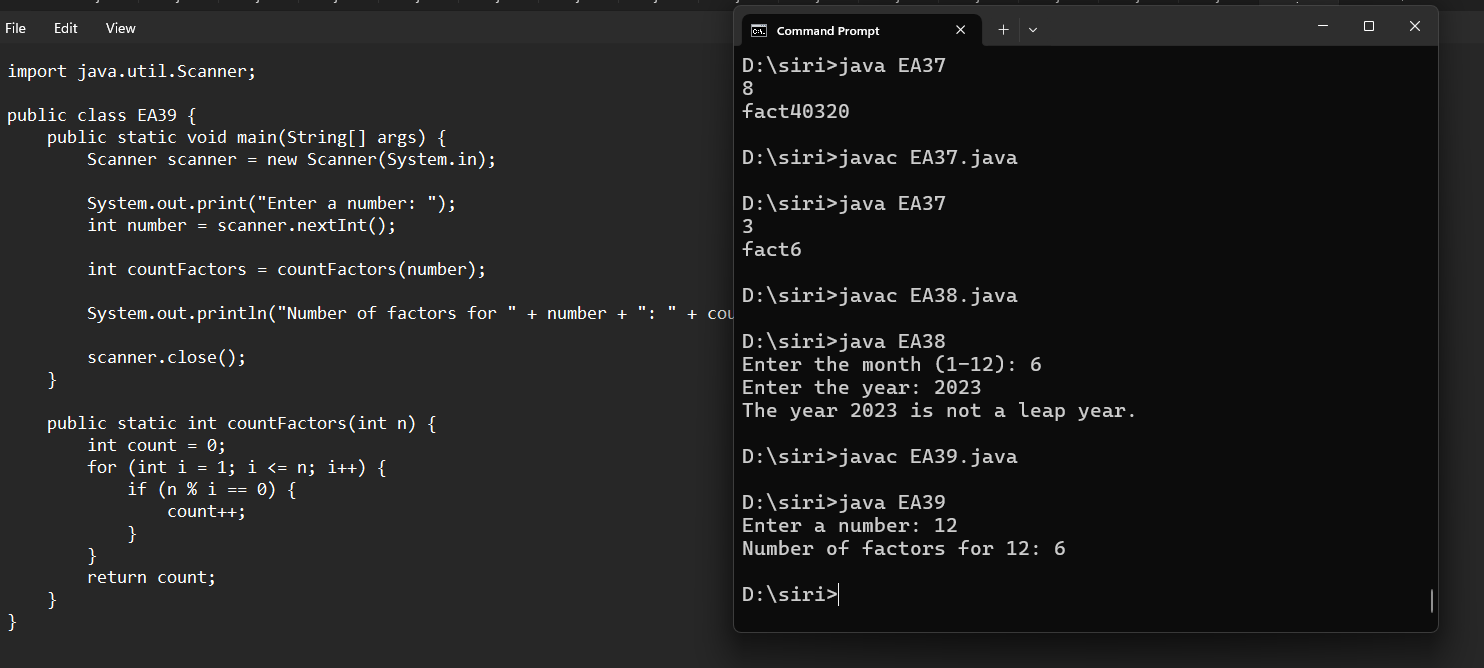 File Edit View
import java.util.Scanner;
public class EA39 {
public static void main(String[] args) {
Scanner scanner = new Scanner(System.in);
System.out.print("Enter a number: ");
int number = scanner.nextInt();
int countFactors = countFactors(number);
System.out.println("Number of factors for " + number + ": " + cou
scanner.close();
}
public static int countFactors(int n) {
int count = 0;
for (int i = 1; i <= n; i++) {
if (n % i == 0) {
count++;
}
}
return count;
}
}
Command Prompt
D:\siri>java EA37
8
fact40320
D:\siri>javac EA37.java
D:\siri>java EA37
3
fact6
D:\siri>javac EA38.java
D:\siri>java EA38
Enter the month (1-12): 6
Enter the year: 2023
The year 2023 is not a leap year.
D:\siri>javac EA39.java
D:\siri>java EA39
Enter a number: 12
Number of factors for 12: 6
D:\siri>